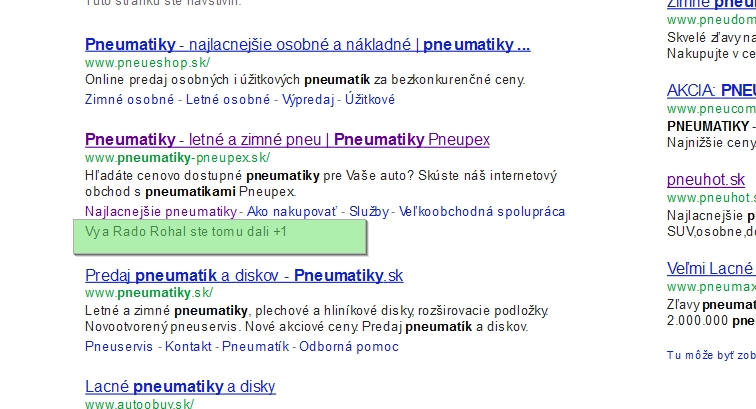 Túto stránku ste navštívili.
Pneumatiky - najlacnejšie osobné a nákladné | pneumatiky ...
www.pneueshop.sk/
Online predaj osobných i úžitkových pneumatík za bezkonkurenčné ceny.
Zimné osobné - Letné osobné - Výpredaj - Úžitkové
Pneumatiky - letné a zimné pneu | Pneumatiky Pneupex
www.pneumatiky-pneupex.sk/
Hľadáte cenovo dostupné pneumatiky pre Vaše auto? Skúste náš internetový
obchod s pneumatikami Pneupex.
Najlacnejšie pneumatiky - Ako nakupovať - Služby - Veľkoobchodná spolupráca
Vy a Rado Rohal ste tomu dali +1
Predaj pneumatík a diskov - Pneumatiky.sk
www.pneumatiky.sk/
Letné a zimné pneumatiky, plechové a hliníkové disky, rozširovacie podložky.
Novootvorený pneuservis. Nové akciové ceny. Predaj pneumatík a diskov.
Pneuservis - Kontakt - Pneumatík - Odborná pomoc
Lacné pneumatiky a disky
www.autoobuv.sk/
Zimné pneu
www.pneudom
Skvelé zľavy na
Nakupujte v ce
AKCIA: PNEU
www.pneucom
PNEUMATIKY -
Najnižšie ceny
pneuhot.sk
www.pneuhot.s
Najlacnejšie p
SUV,osobne,do
Veľmi Lacné
www.pneumax
Zľavy pneumat
2.000.000 pne
Tu môže byť zob